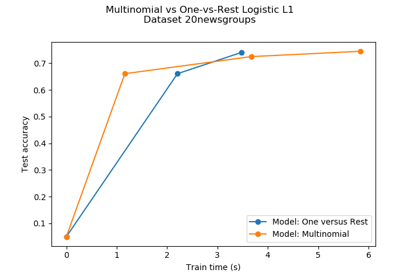 Multinomial vs One-vs-Rest Logistic L1
Dataset 20newsgroups
Test accuracy
0.7
0.6
0.5
0.4
0.3
0.2
0.1
0
1
2
3
4
5
6
Train time (s)
Model: One versus Rest
Model: Multinomial